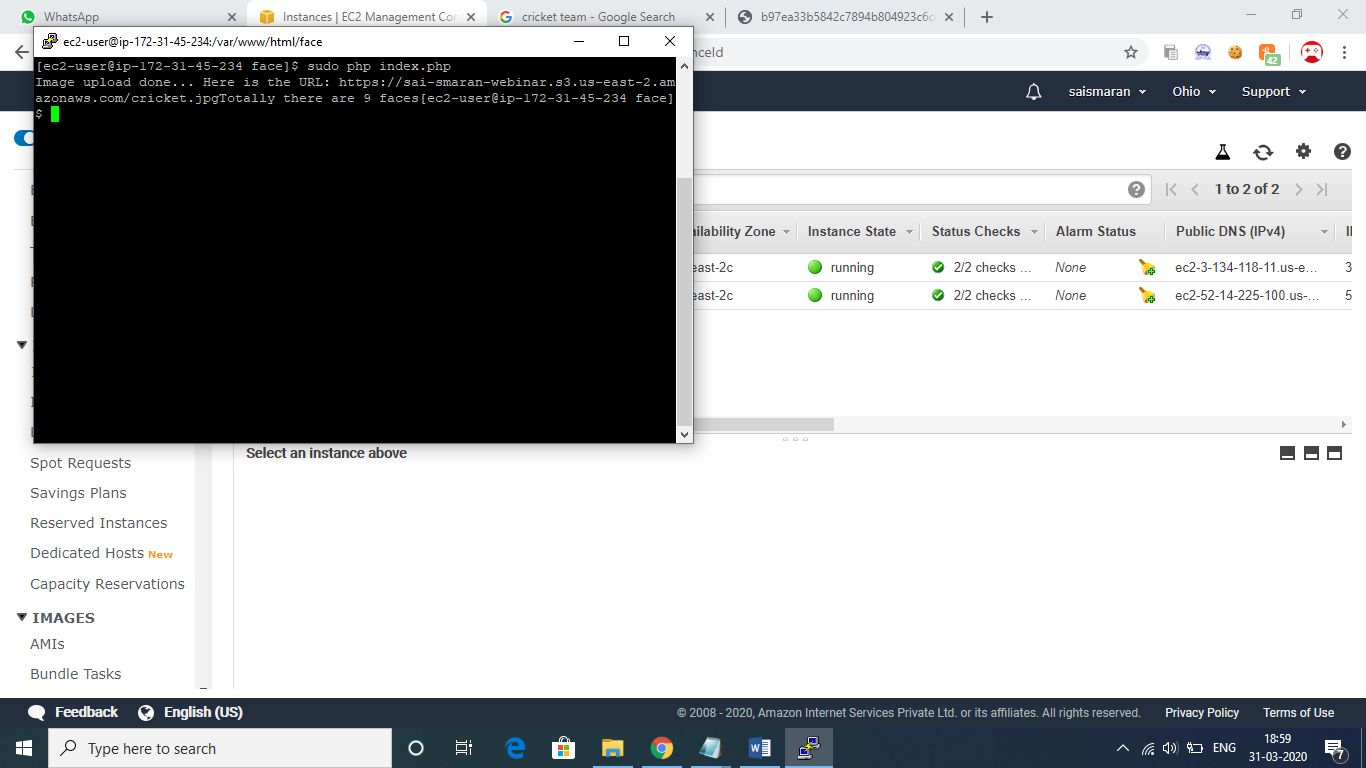 WhatsApp
Instances | EC2 Management Con
cricket team - Google Search
b97ea33b5842c7894b804923c6c
ec2-user@ip-172-31-45-234:/var/www/html/face
[ec2-user@ip-172-31-45-234 face]$ sudo php index.php
Image upload done... Here is the URL: https://sai-smaran-webinar.s3.us-east-2.am
azonaws.com/cricket.jpgTotally there are 9 faces[ec2-user@ip-172-31-45-234 face]
$
nceId
42
saismaran
Ohio
Support
1 to 2 of 2
ailability Zone
Instance State
Status Checks
Alarm Status
Public DNS (IPv4)
east-2c
running
2/2 checks ...
None
ec2-3-134-118-11.us-e...
3
east-2c
running
2/2 checks ...
None
ec2-52-14-225-100.us-...
5
Select an instance above
Spot Requests
Savings Plans
Reserved Instances
Dedicated Hosts New
Capacity Reservations
IMAGES
AMIs
Bundle Tasks
Feedback
English (US)
© 2008 - 2020, Amazon Internet Services Private Ltd. or its affiliates. All rights reserved.
Privacy Policy
Terms of Use
Type here to search
ENG
18:59
31-03-2020
7